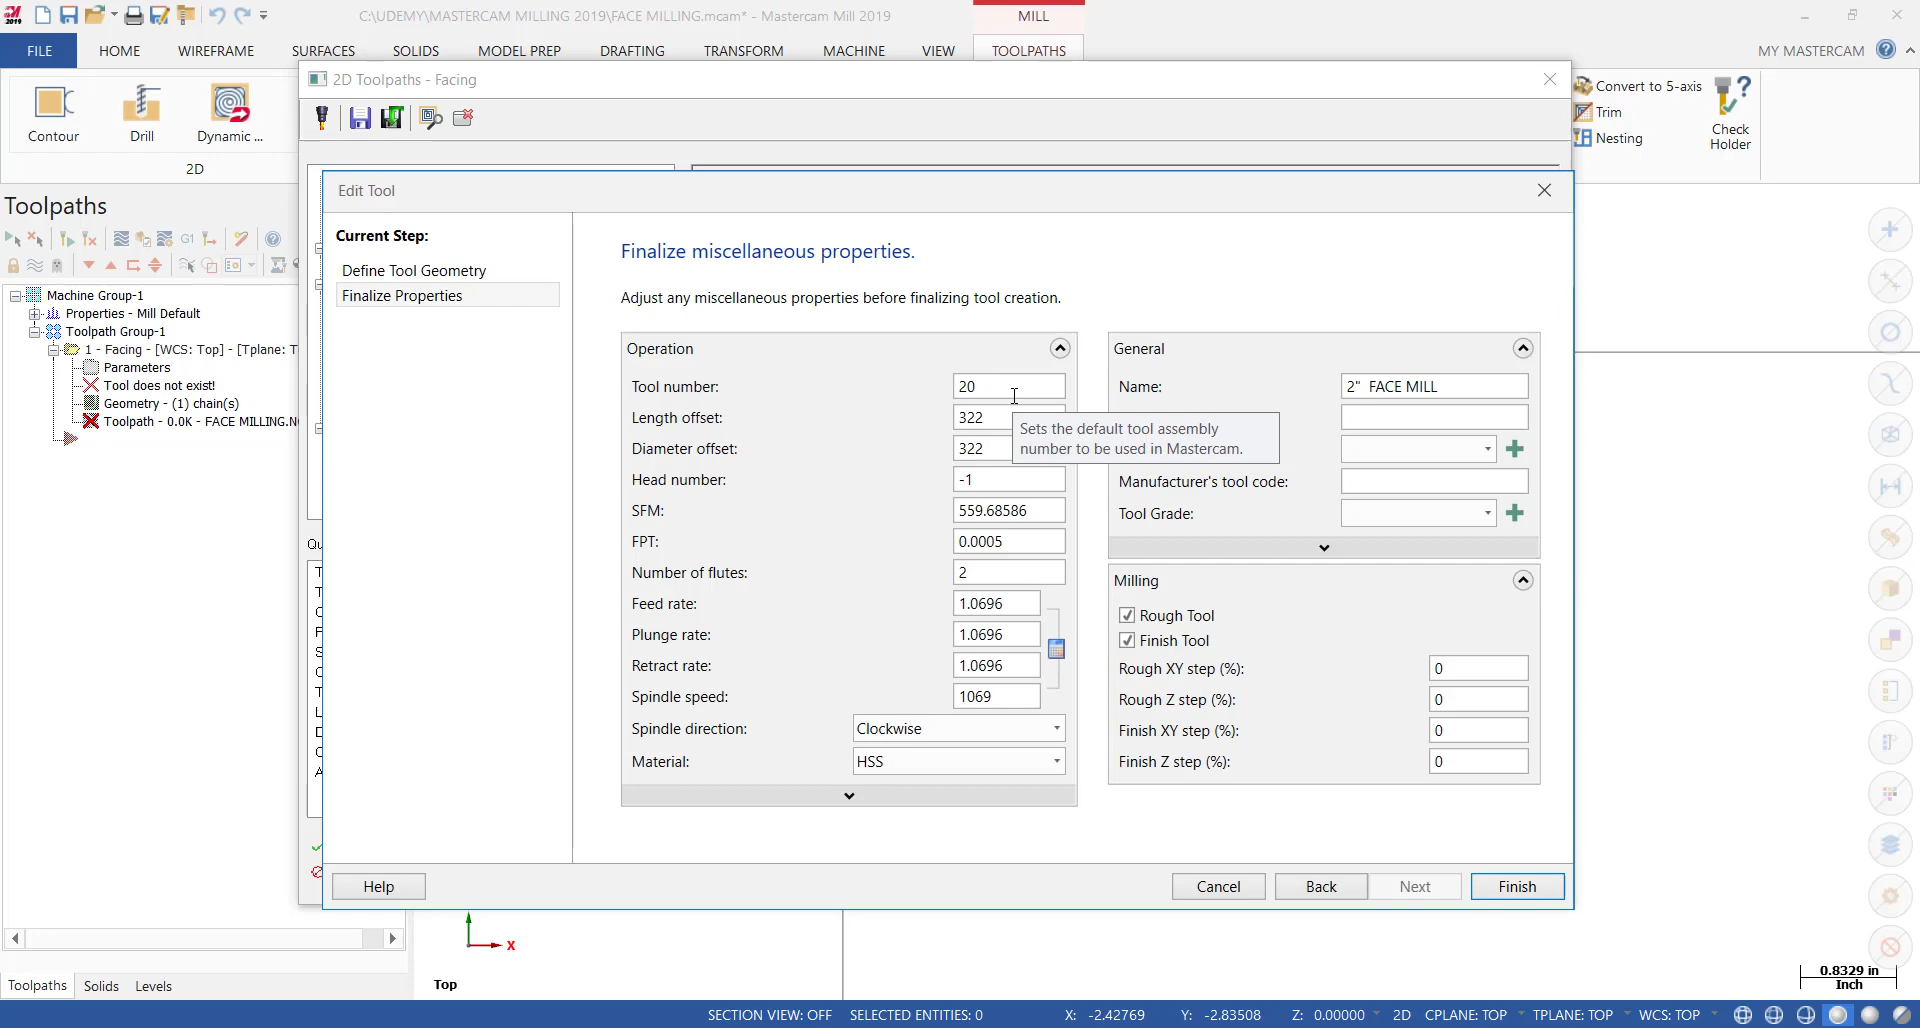 2019
C:\UDEMY\MASTERCAM MILLING 2019\FACE MILLING.mcam* - Mastercam Mill 2019
MILL
FILE
HOME
WIREFRAME
SURFACES
SOLIDS
MODEL PREP
DRAFTING
TRANSFORM
MACHINE
VIEW
TOOLPATHS
MY MASTERCAM
Contour
Drill
Dynamic ...
2D
2D Toolpaths - Facing
Convert to 5-axis
Trim
Nesting
Check
Holder
Toolpaths
G1
Machine Group-1
Properties - Mill Default
Toolpath Group-1
1 - Facing - [WCS: Top] - [Tplane: T
Parameters
Tool does not exist!
Geometry - (1) chain(s)
Toolpath - 0.0K - FACE MILLING.N
Edit Tool
Current Step:
Define Tool Geometry
Finalize Properties
Finalize miscellaneous properties.
Adjust any miscellaneous properties before finalizing tool creation.
Operation
Tool number: 20
Length offset: 322
Diameter offset: 322
Head number: -1
SFM: 559.68586
FPT: 0.0005
Number of flutes: 2
Feed rate: 1.0696
Plunge rate: 1.0696
Retract rate: 1.0696
Spindle speed: 1069
Spindle direction: Clockwise
Material: HSS
Sets the default tool assembly
number to be used in Mastercam.
General
Name: 2" FACE MILL
Manufacturer's tool code:
Tool Grade:
Milling
Rough Tool
Finish Tool
Rough XY step (%): 0
Rough Z step (%): 0
Finish XY step (%): 0
Finish Z step (%): 0
Help
Cancel
Back
Next
Finish
Qu
X
Top
0.8329 in
Inch
Toolpaths
Solids
Levels
SECTION VIEW: OFF
SELECTED ENTITIES: 0
X: -2.42769
Y: -2.83508
Z: 0.00000
2D
CPLANE: TOP
TPLANE: TOP
WCS: TOP